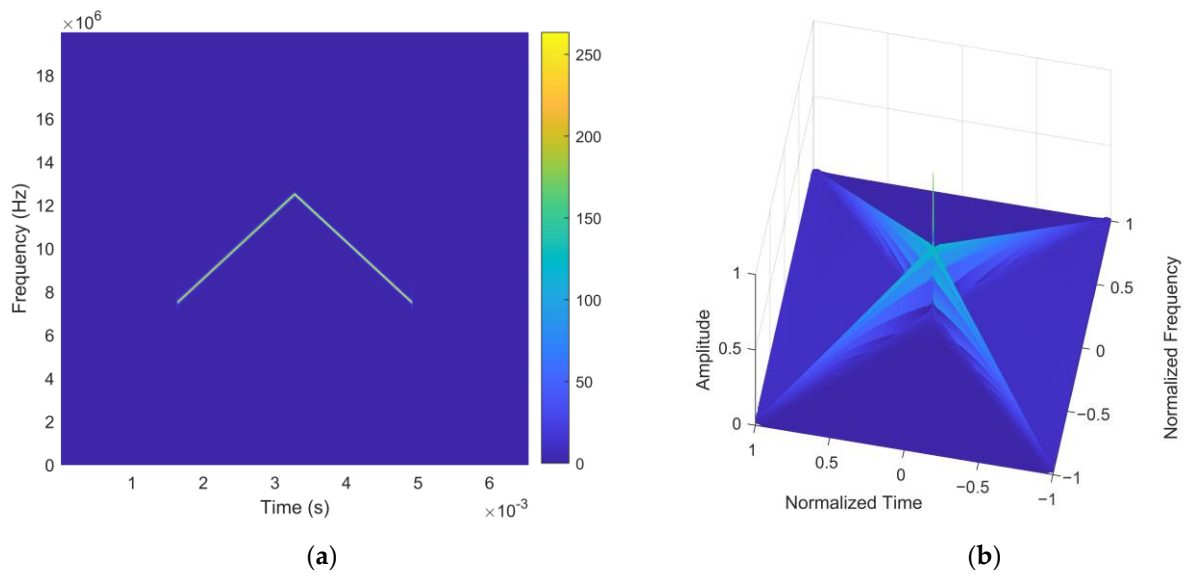 ×10⁶
18
16
14
12
10
8
6
4
2
0
Frequency (Hz)
1 2 3 4 5 6
Time (s)
×10⁻³
250
200
150
100
50
0
(a)
1
0.5
0
Amplitude
1 0.5 0 −0.5 −1
Normalized Time
1
0.5
0
−0.5
−1
Normalized Frequency
(b)